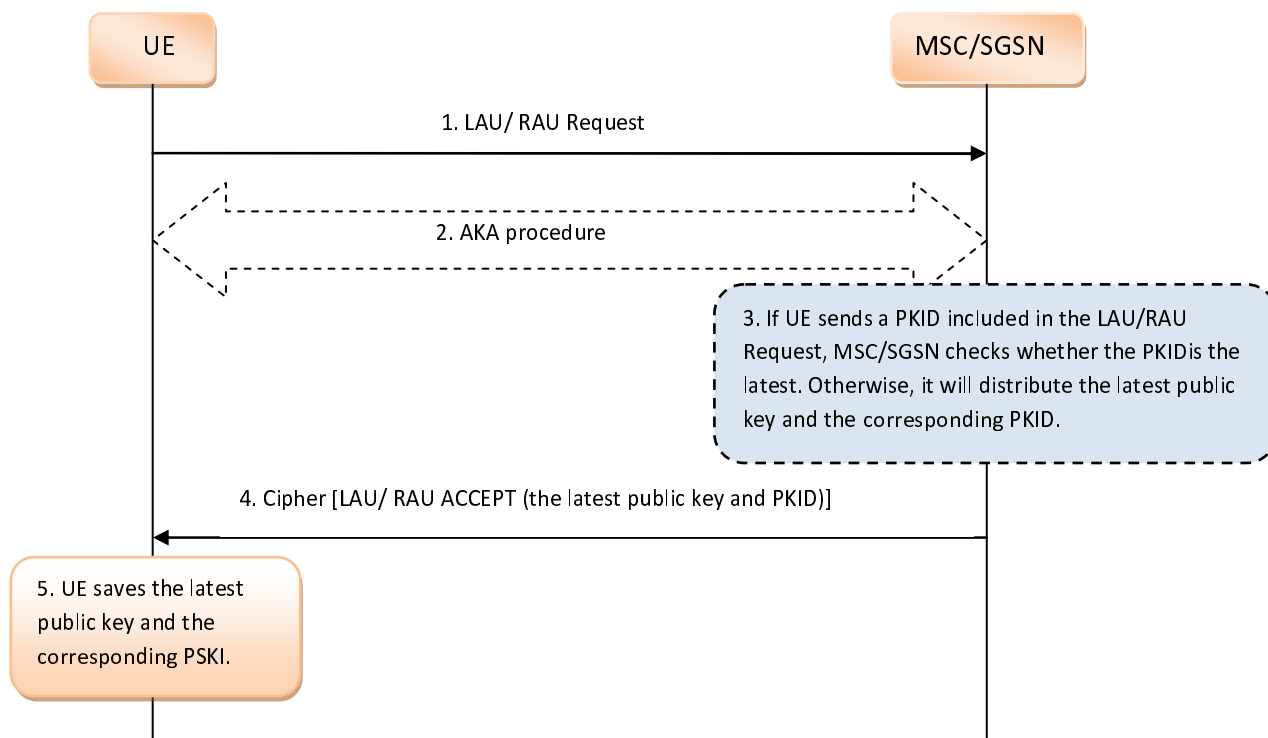 UE
MSC/SGSN
1. LAU/ RAU Request
2. AKA procedure
3. If UE sends a PKID included in the LAU/RAU
Request, MSC/SGSN checks whether the PKIDis the
latest. Otherwise, it will distribute the latest public
key and the corresponding PKID.
4. Cipher [LAU/ RAU ACCEPT (the latest public key and PKID)]
5. UE saves the latest
public key and the
corresponding PSKI.